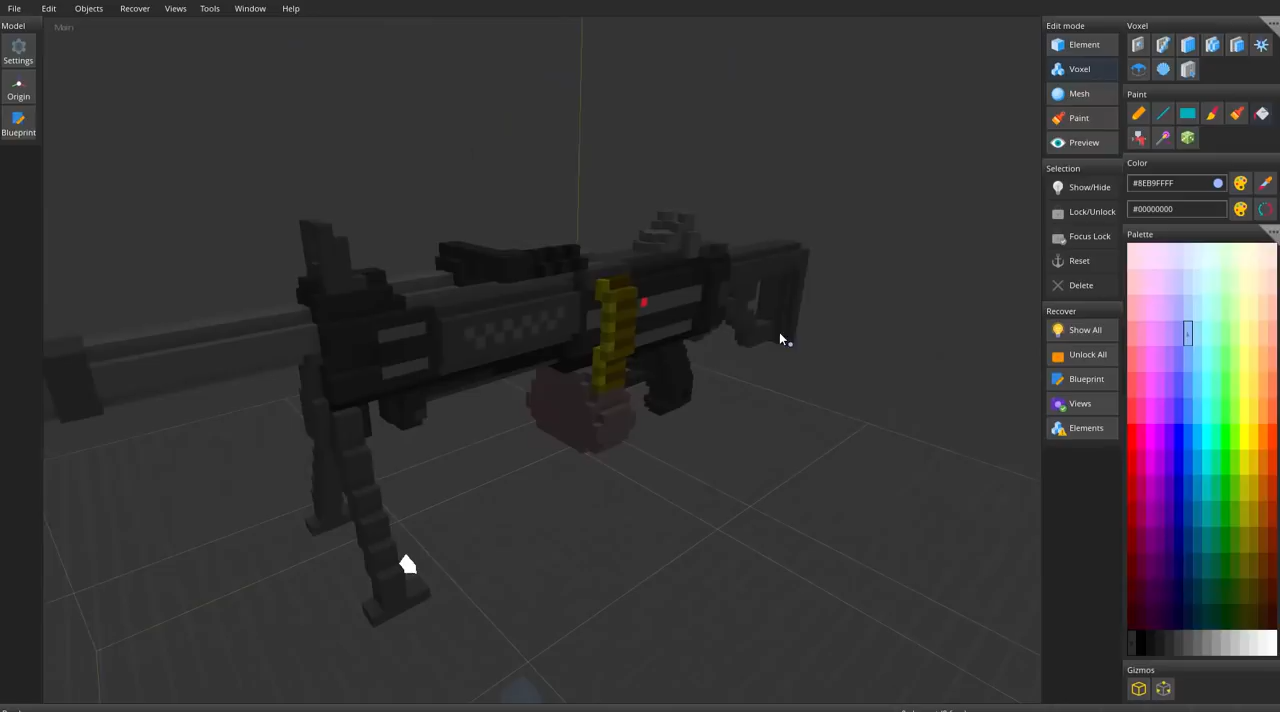 File Edit Objects Recover Views Tools Window Help
Model
Settings
Origin
Blueprint
Main
Edit mode
Element
Voxel
Mesh
Paint
Preview
Selection
Show/Hide
Lock/Unlock
Focus Lock
Reset
Delete
Recover
Show All
Unlock All
Blueprint
Views
Elements
Voxel
Paint
Color
#8EB9FFFF
#00000000
Palette
Gizmos